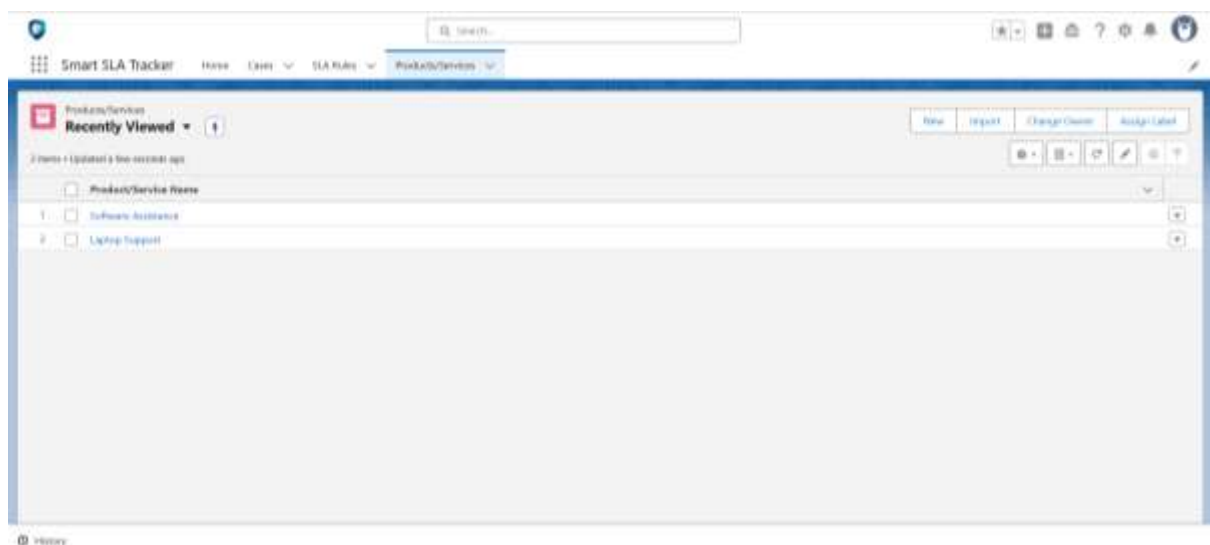 Search...
Smart SLA Tracker Home Cases SLA Rules Products/Services
Products/Services
Recently Viewed
New Import Change Owner Assign Label
2 items • Updated a few seconds ago
Product/Service Name
1 Software Assistance
2 Laptop Support
History